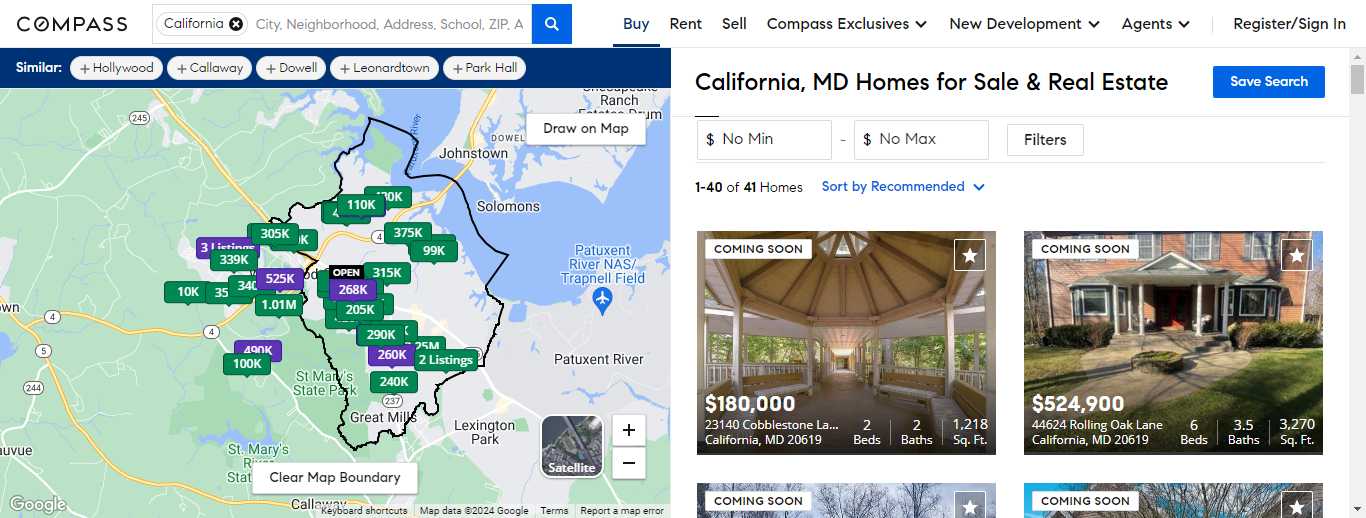 COMPASS
California
City, Neighborhood, Address, School, ZIP, A
Buy
Rent
Sell
Compass Exclusives
New Development
Agents
Register/Sign In
Similar:
+ Hollywood
+ Callaway
+ Dowell
+ Leonardtown
+ Park Hall
California, MD Homes for Sale & Real Estate
Save Search
$ No Min
-
$ No Max
Filters
1-40 of 41 Homes
Sort by Recommended
Ranch
Draw on Map
245
DOWEL
Johnstown
Solomons
110K
305K
4
375K
99K
3 Listings
339K
Patuxent
River NAS/
Trapnell Field
OPEN
315K
525K
268K
10K
1.01M
205K
4
4
290K
5
490K
260K
2 Listings
100K
Patuxent River
240K
244
St Mary's
State Park
237
Great Mills
Lexington
Park
St. Mary's
River
Satellite
+
−
Clear Map Boundary
Callaway
Google
Keyboard shortcuts
Map data ©2024 Google
Terms
Report a map error
COMING SOON
$180,000
23140 Cobblestone La...
California, MD 20619
2
Beds
2
Baths
1,218
Sq. Ft.
COMING SOON
$524,900
44624 Rolling Oak Lane
California, MD 20619
6
Beds
3.5
Baths
3,270
Sq. Ft.
COMING SOON
COMING SOON